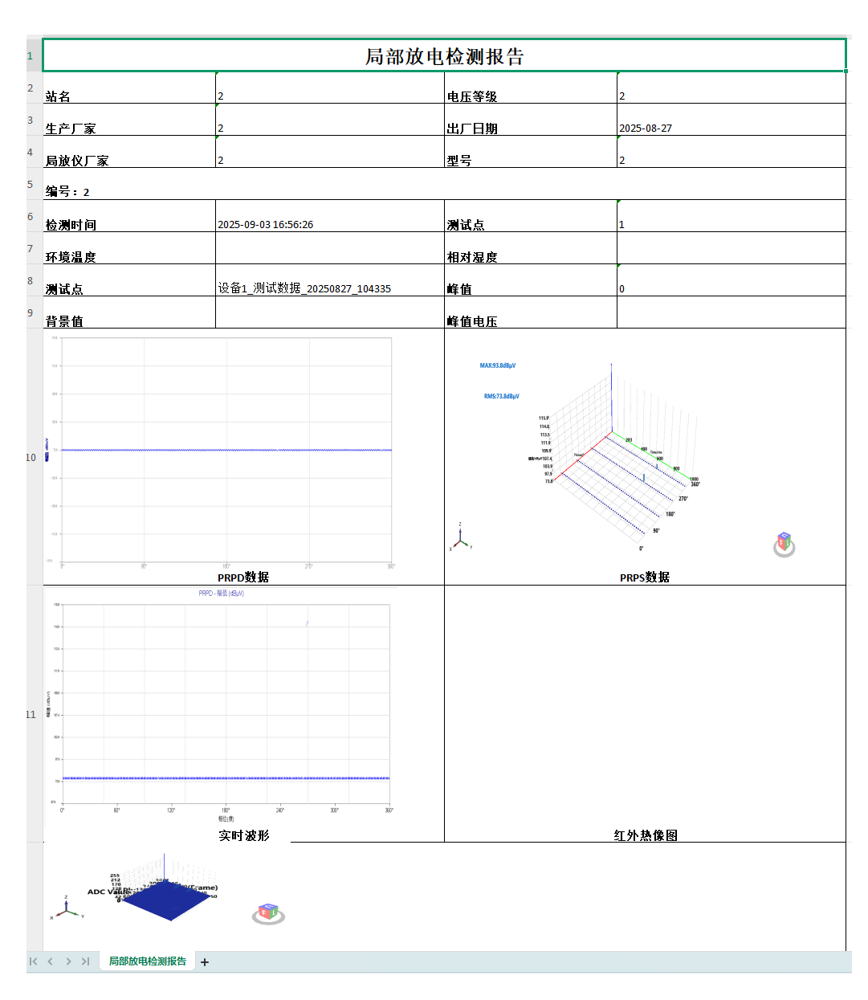 1
局部放电检测报告
2
站名 2 电压等级 2
3
生产厂家 2 出厂日期 2025-08-27
4
局放仪厂家 2 型号 2
5
编号：2
6
检测时间 2025-09-03 16:56:26 测试点 1
7
环境温度 相对湿度
8
测试点 设备1_测试数据_20250827_104335 峰值 0
9
背景值 峰值电压
10
0° 90° 180° 270° 360°
PRPD数据
MAX:93.8dBμV
RMS:73.8dBμV
115.9
114.8
113.5
111.9
109.9
107.4
103.9
97.9
73.8
200
400
600
800
1000
360°
270°
180°
90°
0°
Z
X Y
PRPS数据
11
PRPD - 幅值 (dBμV)
幅值 (dBμV)
0° 60° 120° 180° 240° 300° 360°
相位(度)
实时波形
红外热像图
255
212
170
ADC Value
Z
X Y
局部放电检测报告 +